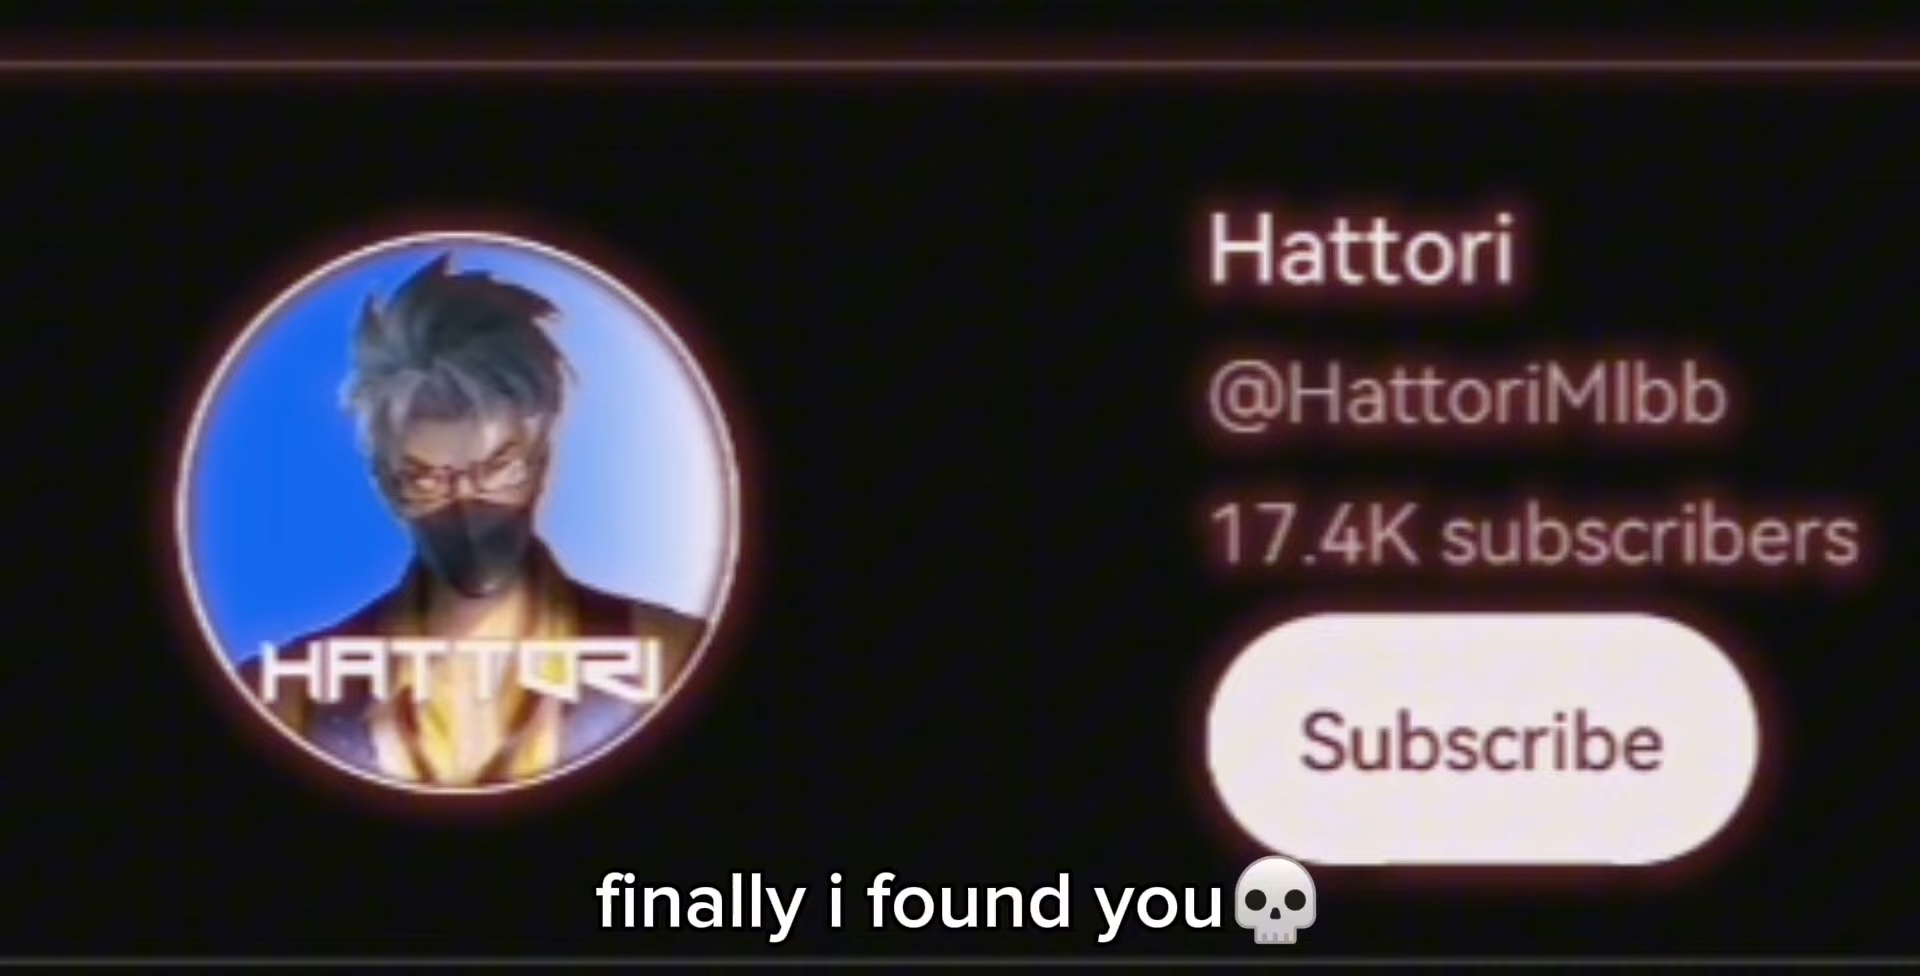 Hattori
@HattoriMlbb
17.4K subscribers
HATTORI
Subscribe
finally i found you💀